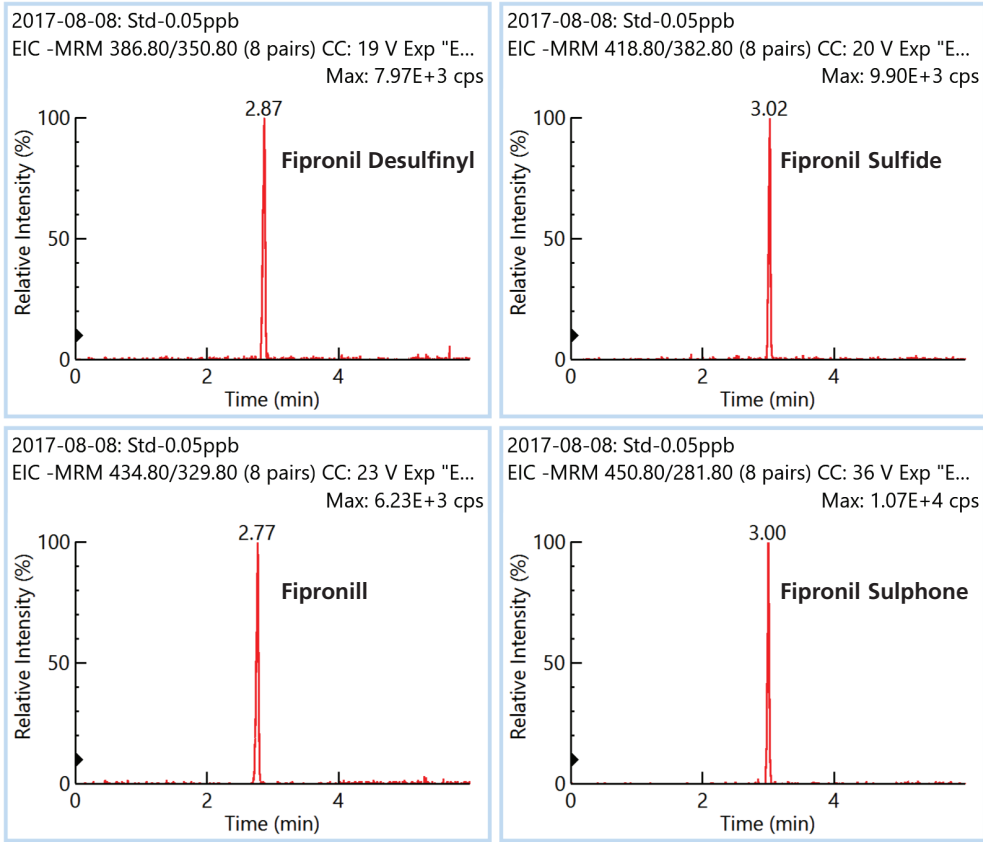 2017-08-08: Std-0.05ppb
EIC -MRM 386.80/350.80 (8 pairs) CC: 19 V Exp "E...
Max: 7.97E+3 cps
2.87
100
Fipronil Desulfinyl
50
0
Relative Intensity (%)
0 2 4
Time (min)
2017-08-08: Std-0.05ppb
EIC -MRM 418.80/382.80 (8 pairs) CC: 20 V Exp "E...
Max: 9.90E+3 cps
3.02
100
Fipronil Sulfide
50
0
Relative Intensity (%)
0 2 4
Time (min)
2017-08-08: Std-0.05ppb
EIC -MRM 434.80/329.80 (8 pairs) CC: 23 V Exp "E...
Max: 6.23E+3 cps
2.77
100
Fipronill
50
0
Relative Intensity (%)
0 2 4
Time (min)
2017-08-08: Std-0.05ppb
EIC -MRM 450.80/281.80 (8 pairs) CC: 36 V Exp "E...
Max: 1.07E+4 cps
3.00
100
Fipronil Sulphone
50
0
Relative Intensity (%)
0 2 4
Time (min)